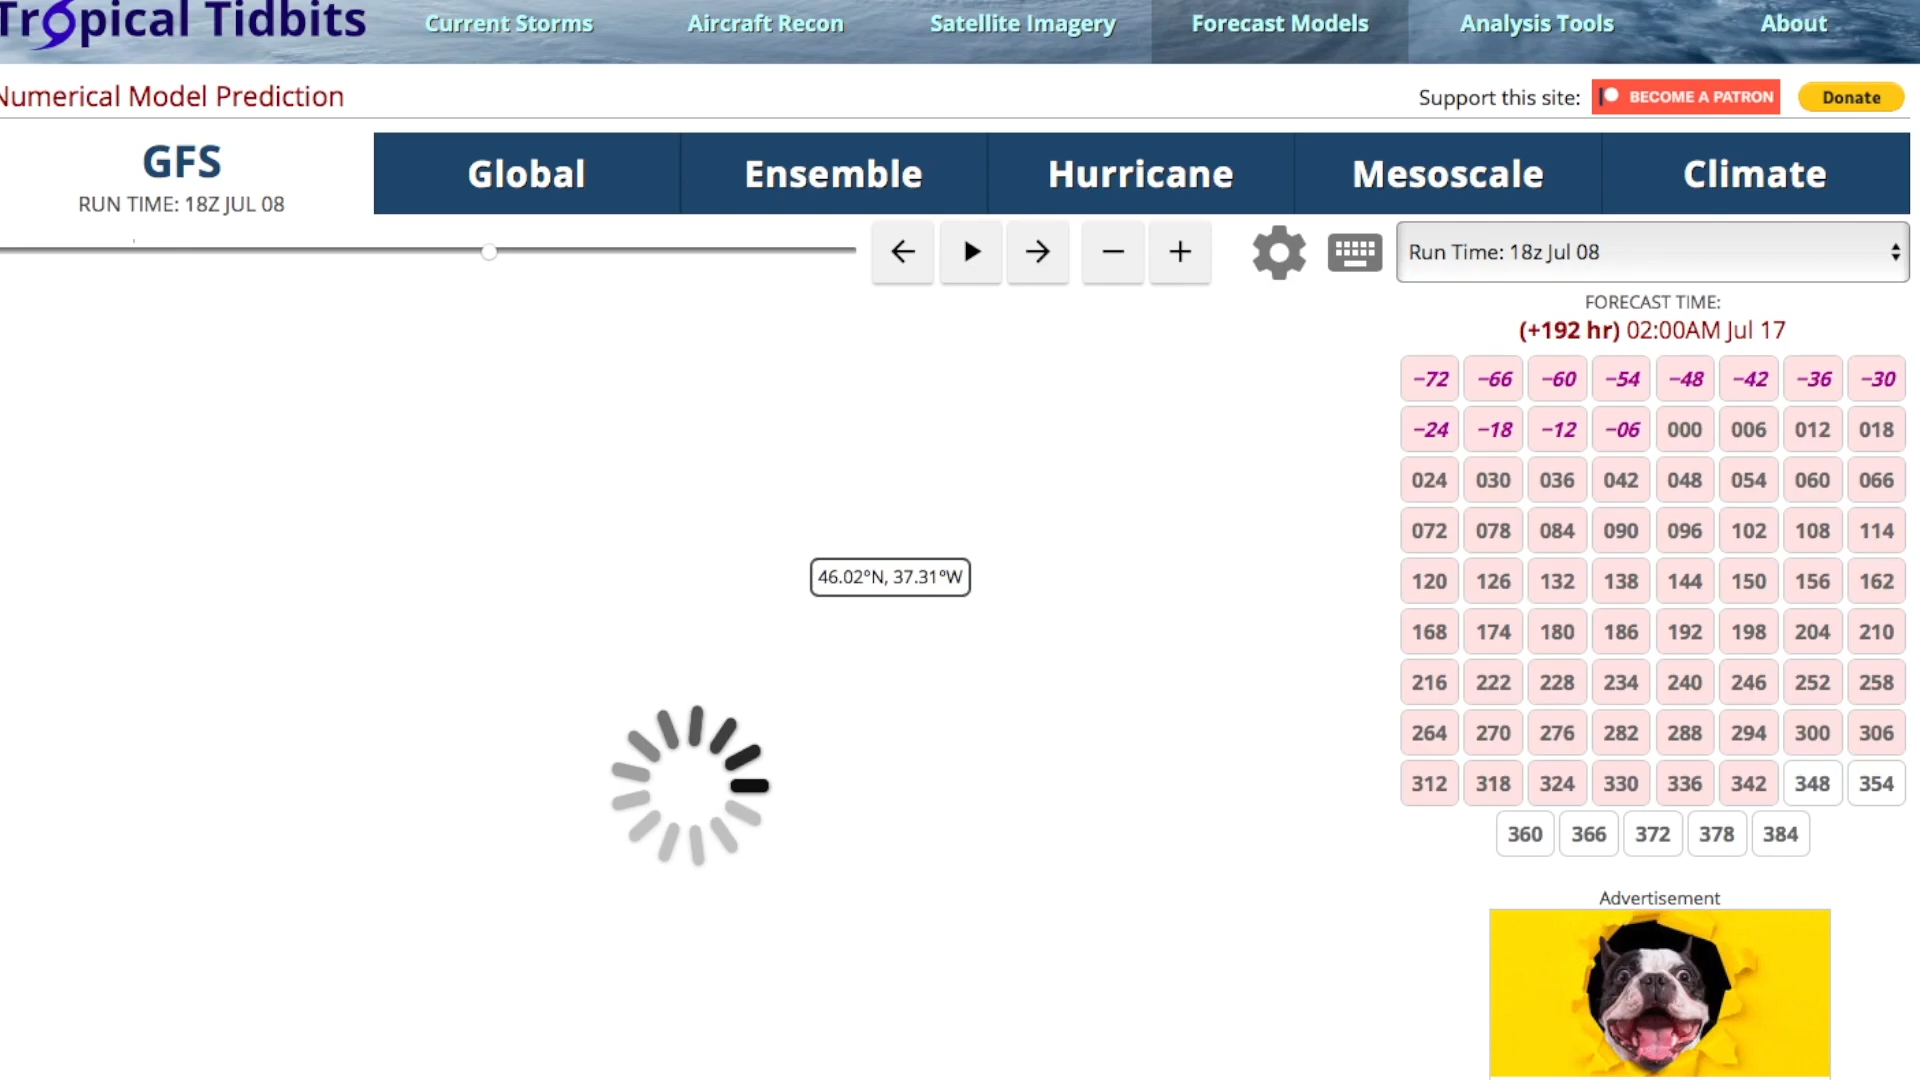 Tropical Tidbits
Current Storms
Aircraft Recon
Satellite Imagery
Forecast Models
Analysis Tools
About
Numerical Model Prediction
Support this site:
BECOME A PATRON
Donate
GFS
RUN TIME: 18Z JUL 08
Global
Ensemble
Hurricane
Mesoscale
Climate
Run Time: 18z Jul 08
FORECAST TIME:
(+192 hr) 02:00AM Jul 17
−72 −66 −60 −54 −48 −42 −36 −30
−24 −18 −12 −06 000 006 012 018
024 030 036 042 048 054 060 066
072 078 084 090 096 102 108 114
120 126 132 138 144 150 156 162
168 174 180 186 192 198 204 210
216 222 228 234 240 246 252 258
264 270 276 282 288 294 300 306
312 318 324 330 336 342 348 354
360 366 372 378 384
46.02°N, 37.31°W
Advertisement